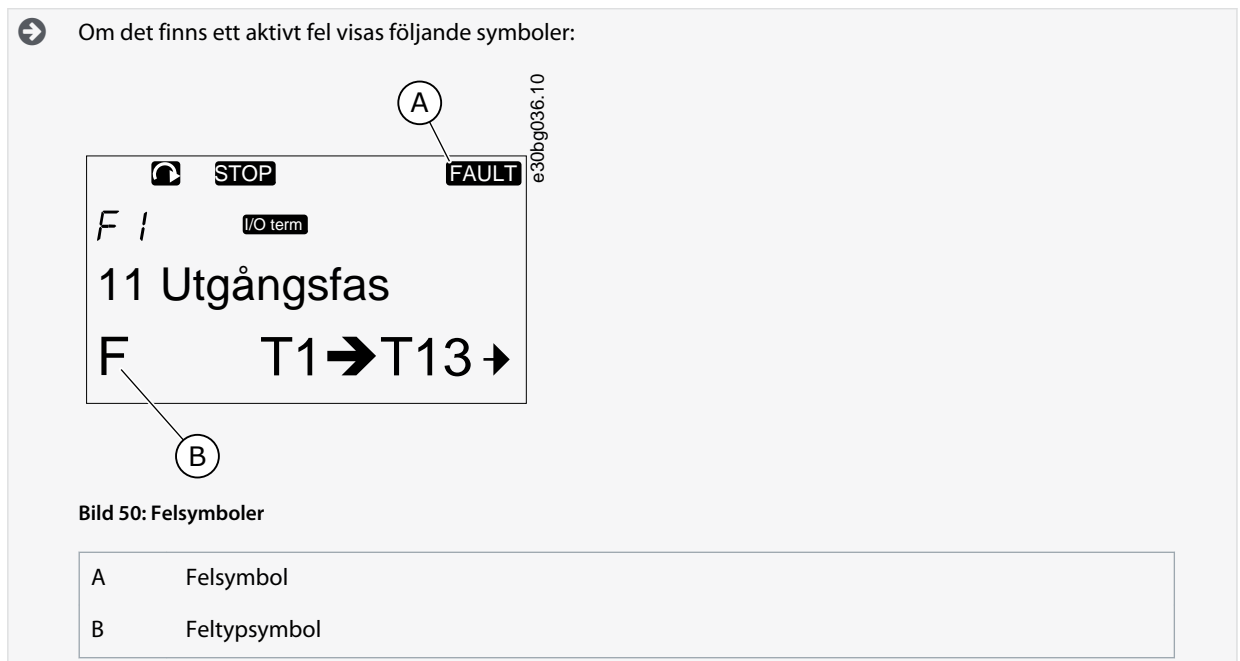 Om det finns ett aktivt fel visas följande symboler:
A
e30bg036.10
STOP
FAULT
F 1
I/O term
11 Utgångsfas
F T1➔T13
B
Bild 50: Felsymboler
A Felsymbol
B Feltypsymbol